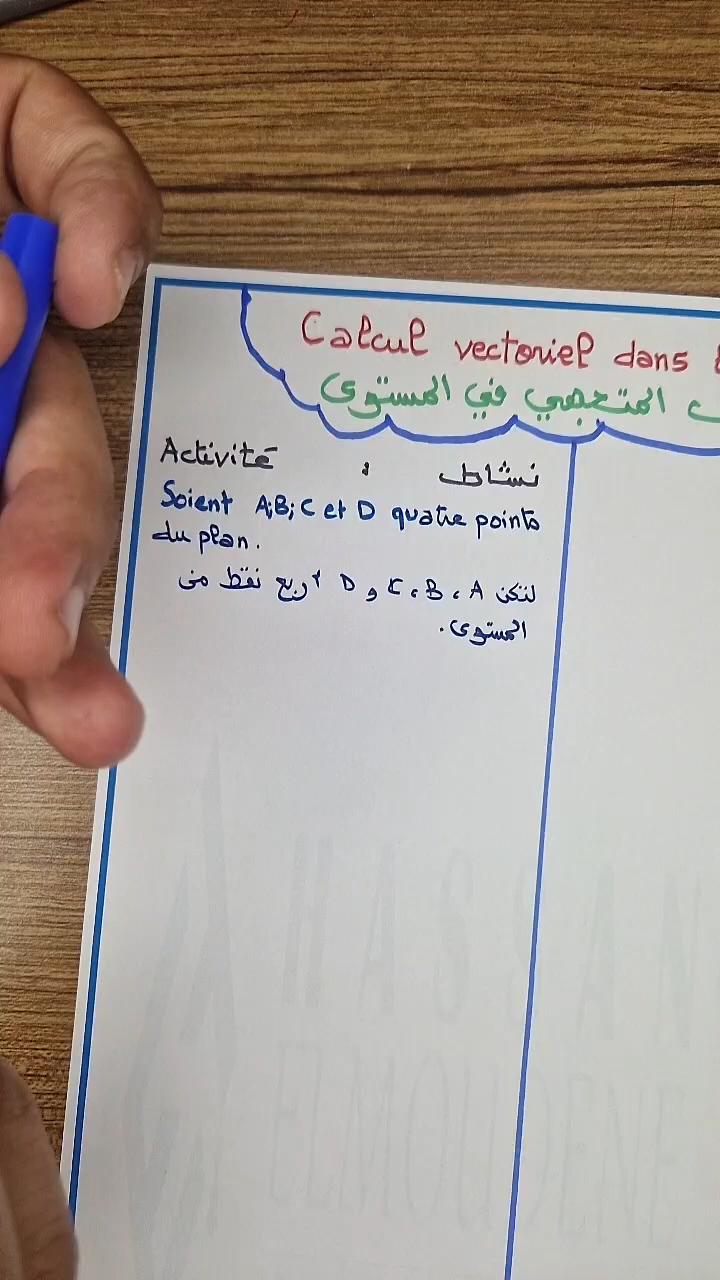 Calcul vectoriel dans
المتجهي في المستوى
Activité : نشاط
Soient A;B;C et D quatre points
du plan.
لتكن A، B، C و D أربع نقط من
المستوى.
HASSAN